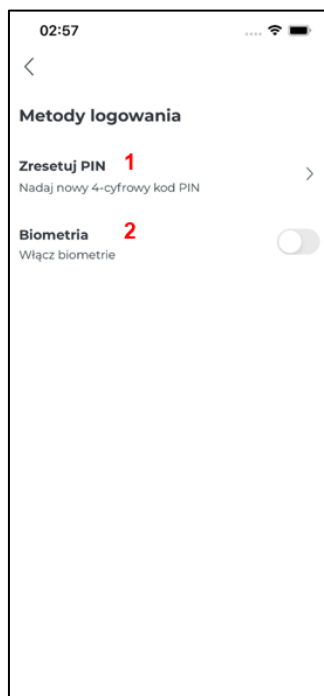 02:57
Metody logowania
Zresetuj PIN 1
Nadaj nowy 4-cyfrowy kod PIN
Biometria 2
Włącz biometrie